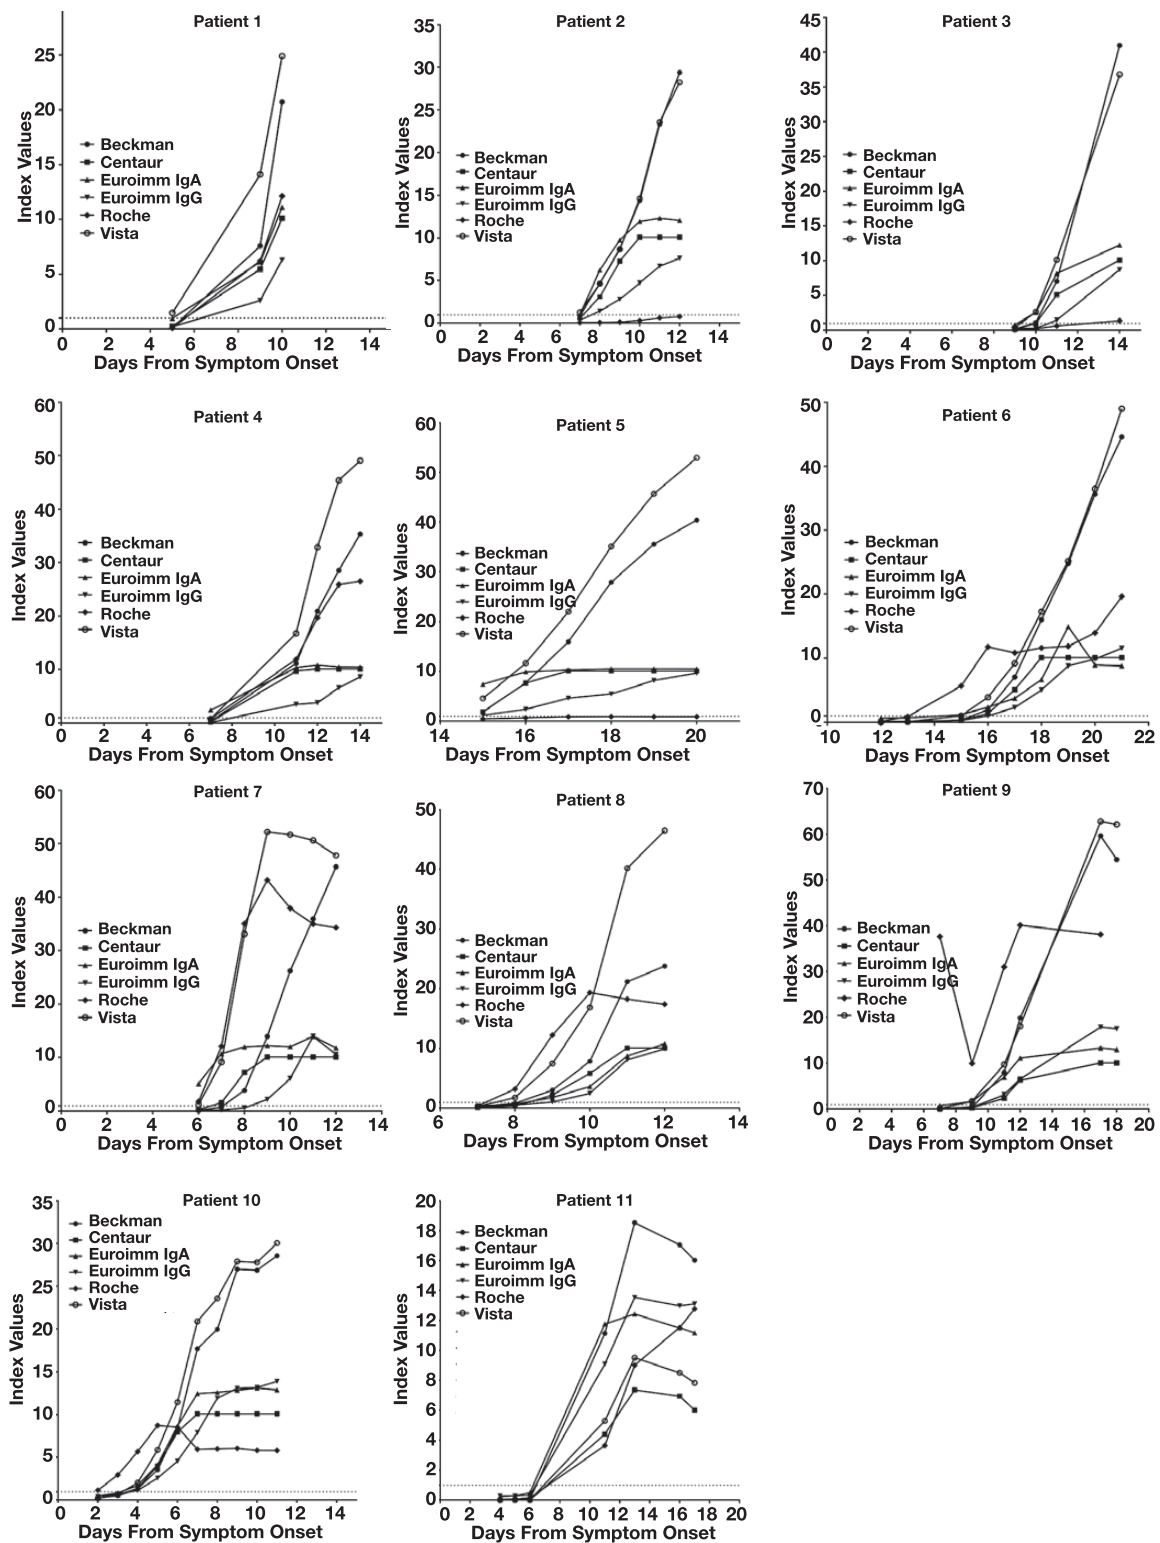 Patient 1
Index Values
25
20
15
10
5
0
Beckman
Centaur
Euroimm IgA
Euroimm IgG
Roche
Vista
0 2 4 6 8 10 12 14
Days From Symptom Onset
Patient 2
Index Values
35
30
25
20
15
10
5
0
Beckman
Centaur
Euroimm IgA
Euroimm IgG
Roche
Vista
0 2 4 6 8 10 12 14
Days From Symptom Onset
Patient 3
Index Values
45
40
35
30
25
20
15
10
5
0
Beckman
Centaur
Euroimm IgA
Euroimm IgG
Roche
Vista
0 2 4 6 8 10 12 14
Days From Symptom Onset
Patient 4
Index Values
60
50
40
30
20
10
0
Beckman
Centaur
Euroimm IgA
Euroimm IgG
Roche
Vista
0 2 4 6 8 10 12 14
Days From Symptom Onset
Patient 5
Index Values
60
50
40
30
20
10
0
Beckman
Centaur
Euroimm IgA
Euroimm IgG
Roche
Vista
14 16 18 20
Days From Symptom Onset
Patient 6
Index Values
50
40
30
20
10
0
-
Beckman
Centaur
Euroimm IgA
Euroimm IgG
Roche
Vista
10 12 14 16 18 20 22
Days From Symptom Onset
Patient 7
Index Values
60
50
40
30
20
10
0
Beckman
Centaur
Euroimm IgA
Euroimm IgG
Roche
Vista
0 2 4 6 8 10 12 14
Days From Symptom Onset
Patient 8
Index Values
50
40
30
20
10
0
Beckman
Centaur
Euroimm IgA
Euroimm IgG
Roche
Vista
6 8 10 12 14
Days From Symptom Onset
Patient 9
Index Values
70
60
50
40
30
20
10
0
Beckman
Centaur
Euroimm IgA
Euroimm IgG
Roche
Vista
0 2 4 6 8 10 12 14 16 18 20
Days From Symptom Onset
Patient 10
Index Values
35
30
25
20
15
10
5
0
Beckman
Centaur
Euroimm IgA
Euroimm IgG
Roche
Vista
0 2 4 6 8 10 12 14
Days From Symptom Onset
Patient 11
Index Values
20
18
16
14
12
10
8
6
4
2
0
Beckman
Centaur
Euroimm IgA
Euroimm IgG
Roche
Vista
0 2 4 6 8 10 12 14 16 18 20
Days From Symptom Onset